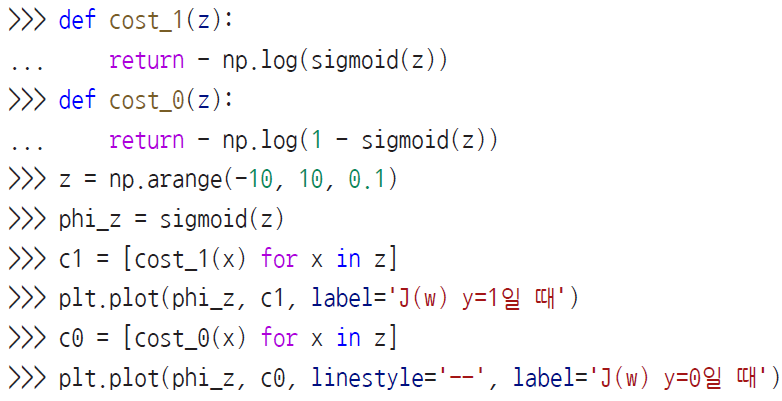 >>> def cost_1(z):
...     return - np.log(sigmoid(z))
>>> def cost_0(z):
...     return - np.log(1 - sigmoid(z))
>>> z = np.arange(-10, 10, 0.1)
>>> phi_z = sigmoid(z)
>>> c1 = [cost_1(x) for x in z]
>>> plt.plot(phi_z, c1, label='J(w) y=1일 때')
>>> c0 = [cost_0(x) for x in z]
>>> plt.plot(phi_z, c0, linestyle='--', label='J(w) y=0일 때')